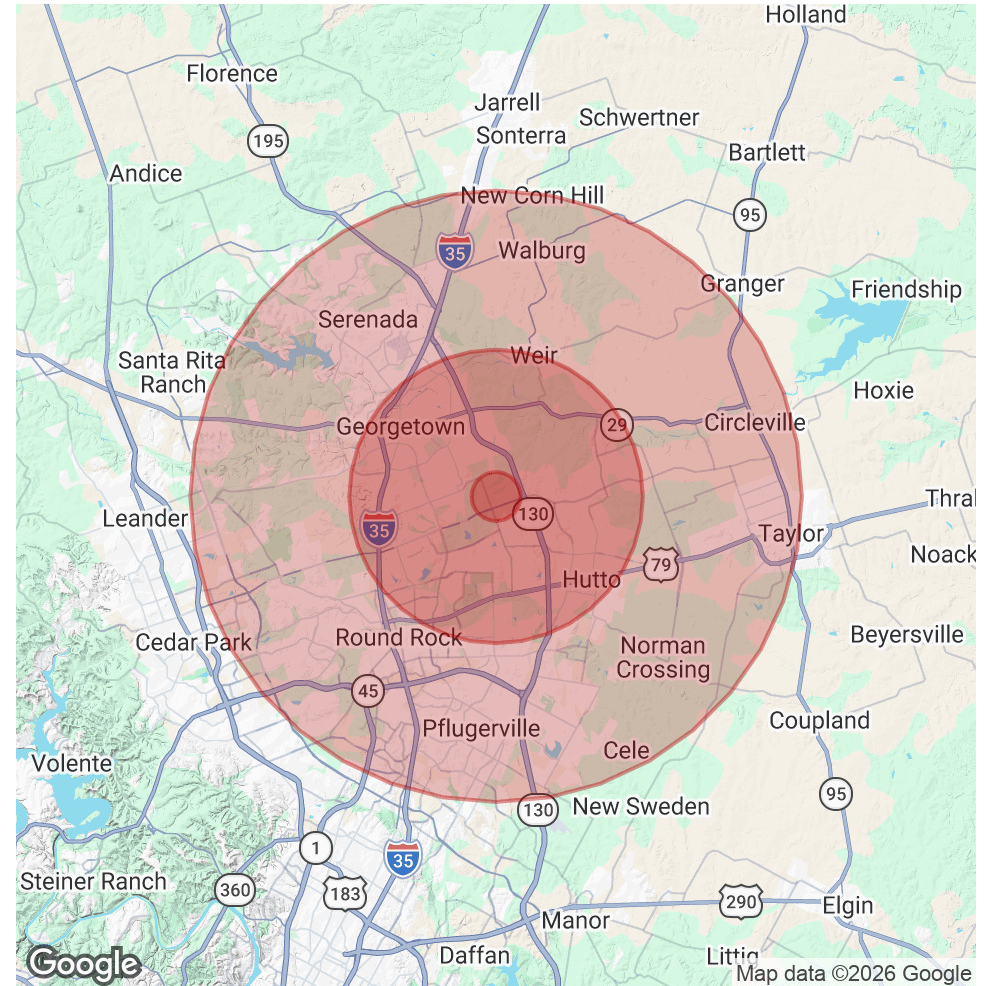 Holland
Florence
Jarrell
Schwertner
Sonterra
195
Bartlett
Andice
New Corn Hill
95
35
Walburg
Granger
Friendship
Serenada
Santa Rita
Ranch
Weir
Hoxie
Georgetown
29
Circleville
Leander
130
35
Thral
Taylor
Noack
79
Hutto
Round Rock
Cedar Park
Norman
Crossing
Beyersville
45
Pflugerville
Coupland
Cele
Volente
95
New Sweden
130
1
35
Steiner Ranch
360
183
290
Elgin
Manor
Daffan
Littig
Google
Map data ©2026 Google